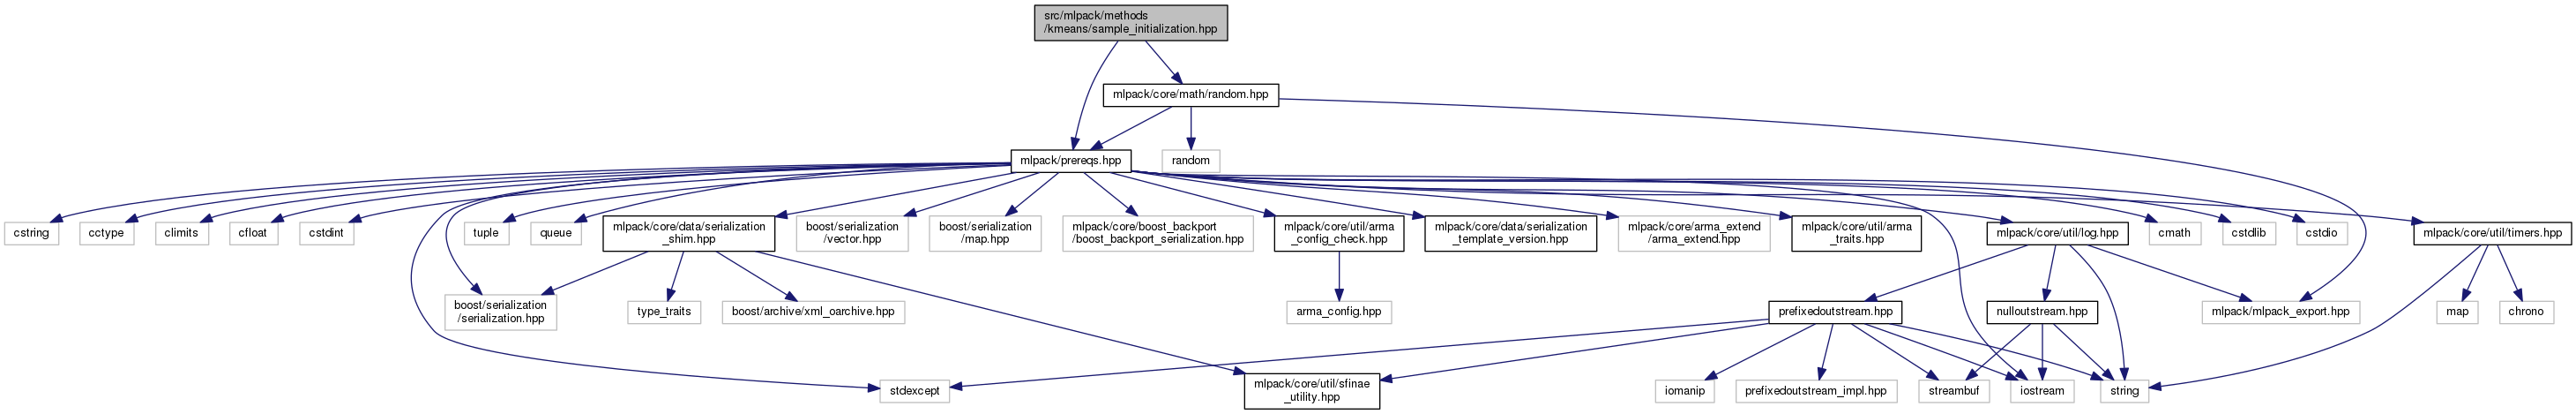 src/mlpack/methods
/kmeans/sample_initialization.hpp
mlpack/core/math/random.hpp
mlpack/prereqs.hpp
random
cstring
cctype
climits
cfloat
cstdint
tuple
queue
mlpack/core/data/serialization
_shim.hpp
boost/serialization
/vector.hpp
boost/serialization
/map.hpp
mlpack/core/boost_backport
/boost_backport_serialization.hpp
mlpack/core/util/arma
_config_check.hpp
mlpack/core/data/serialization
_template_version.hpp
mlpack/core/arma_extend
/arma_extend.hpp
mlpack/core/util/arma
_traits.hpp
mlpack/core/util/log.hpp
cmath
cstdlib
cstdio
mlpack/core/util/timers.hpp
boost/serialization
/serialization.hpp
type_traits
boost/archive/xml_oarchive.hpp
arma_config.hpp
prefixedoutstream.hpp
nulloutstream.hpp
mlpack/mlpack_export.hpp
map
chrono
stdexcept
mlpack/core/util/sfinae
_utility.hpp
iomanip
prefixedoutstream_impl.hpp
streambuf
iostream
string